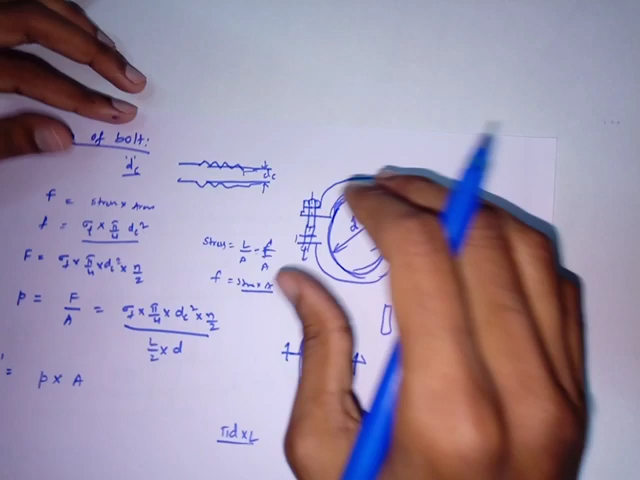 of bolt:
'dc'
dc
f = stress x Area
f = σt x π/4 dc²
F = σt x π/4 x dc² x n/2
stress = L/A = f/A
f = stress x A
p = F/A = σt x π/4 x dc² x n/2 / L/2 x d
= p x A
πd x L